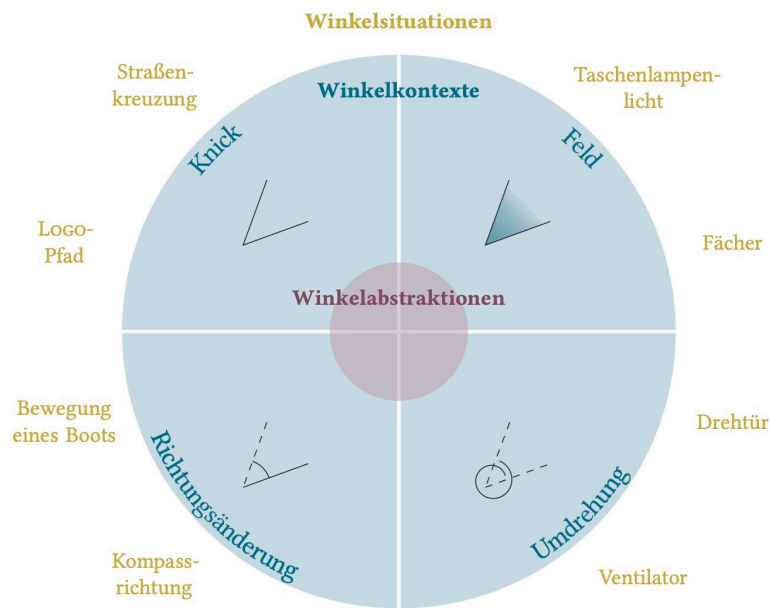 Winkelsituationen
Straßen-
kreuzung
Winkelkontexte
Taschenlampen-
licht
Knick
Feld
LOGO-
Pfad
Fächer
Winkelabstraktionen
Bewegung
eines Boots
Drehtür
Richtungsänderung
Umdrehung
Kompass-
richtung
Ventilator